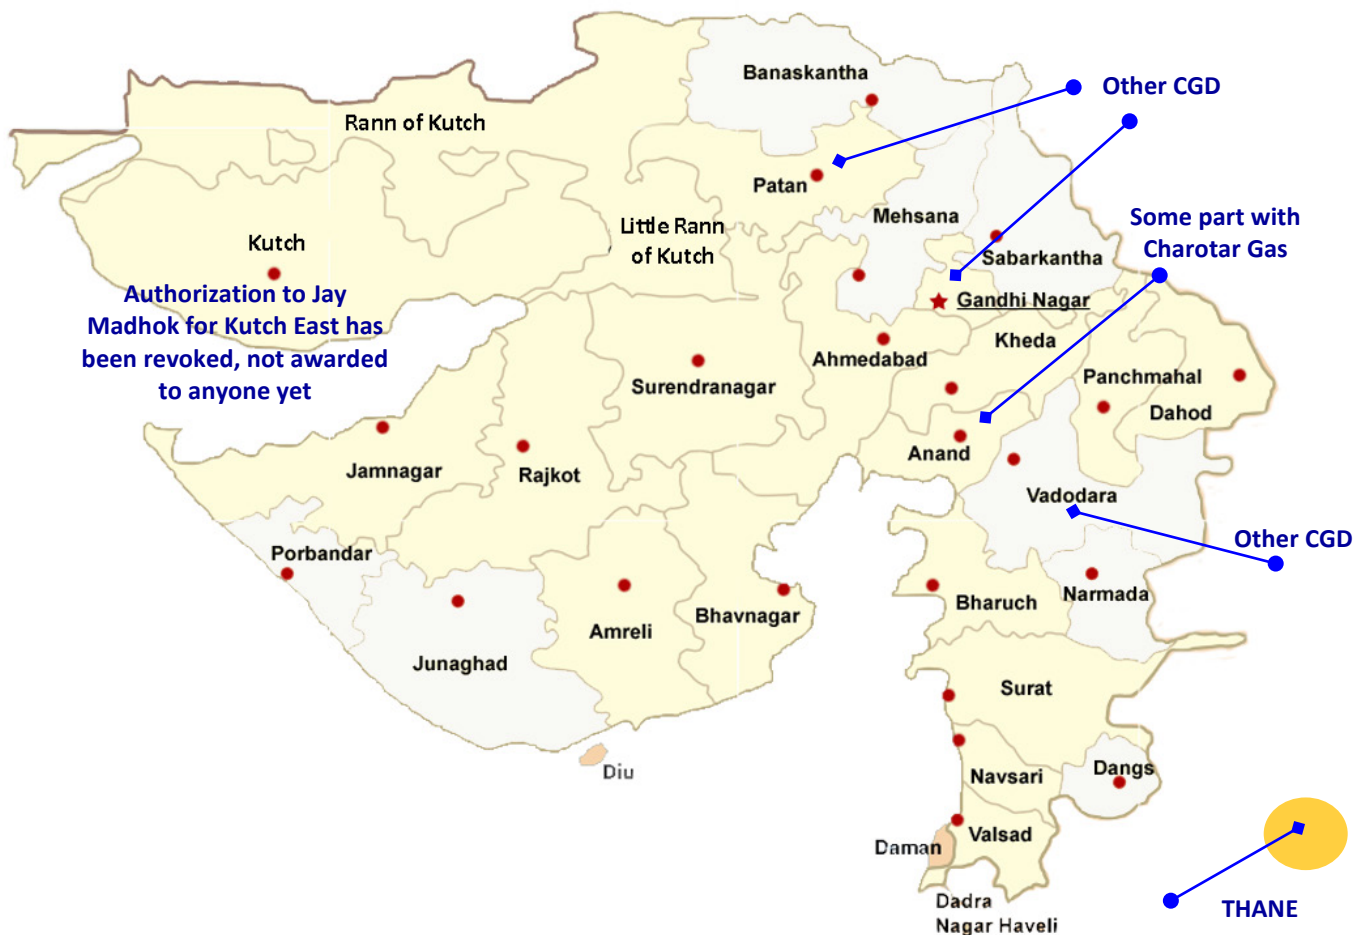 Banaskantha
Other CGD
Rann of Kutch
Patan
Mehsana
Some part with
Charotar Gas
Little Rann
of Kutch
Kutch
Sabarkantha
Authorization to Jay
Madhok for Kutch East has
been revoked, not awarded
to anyone yet
Gandhi Nagar
Kheda
Ahmedabad
Surendranagar
Panchmahal
Dahod
Anand
Jamnagar
Rajkot
Vadodara
Other CGD
Porbandar
Narmada
Bharuch
Bhavnagar
Amreli
Junaghad
Surat
Diu
Dangs
Navsari
Valsad
Daman
Dadra
Nagar Haveli
THANE